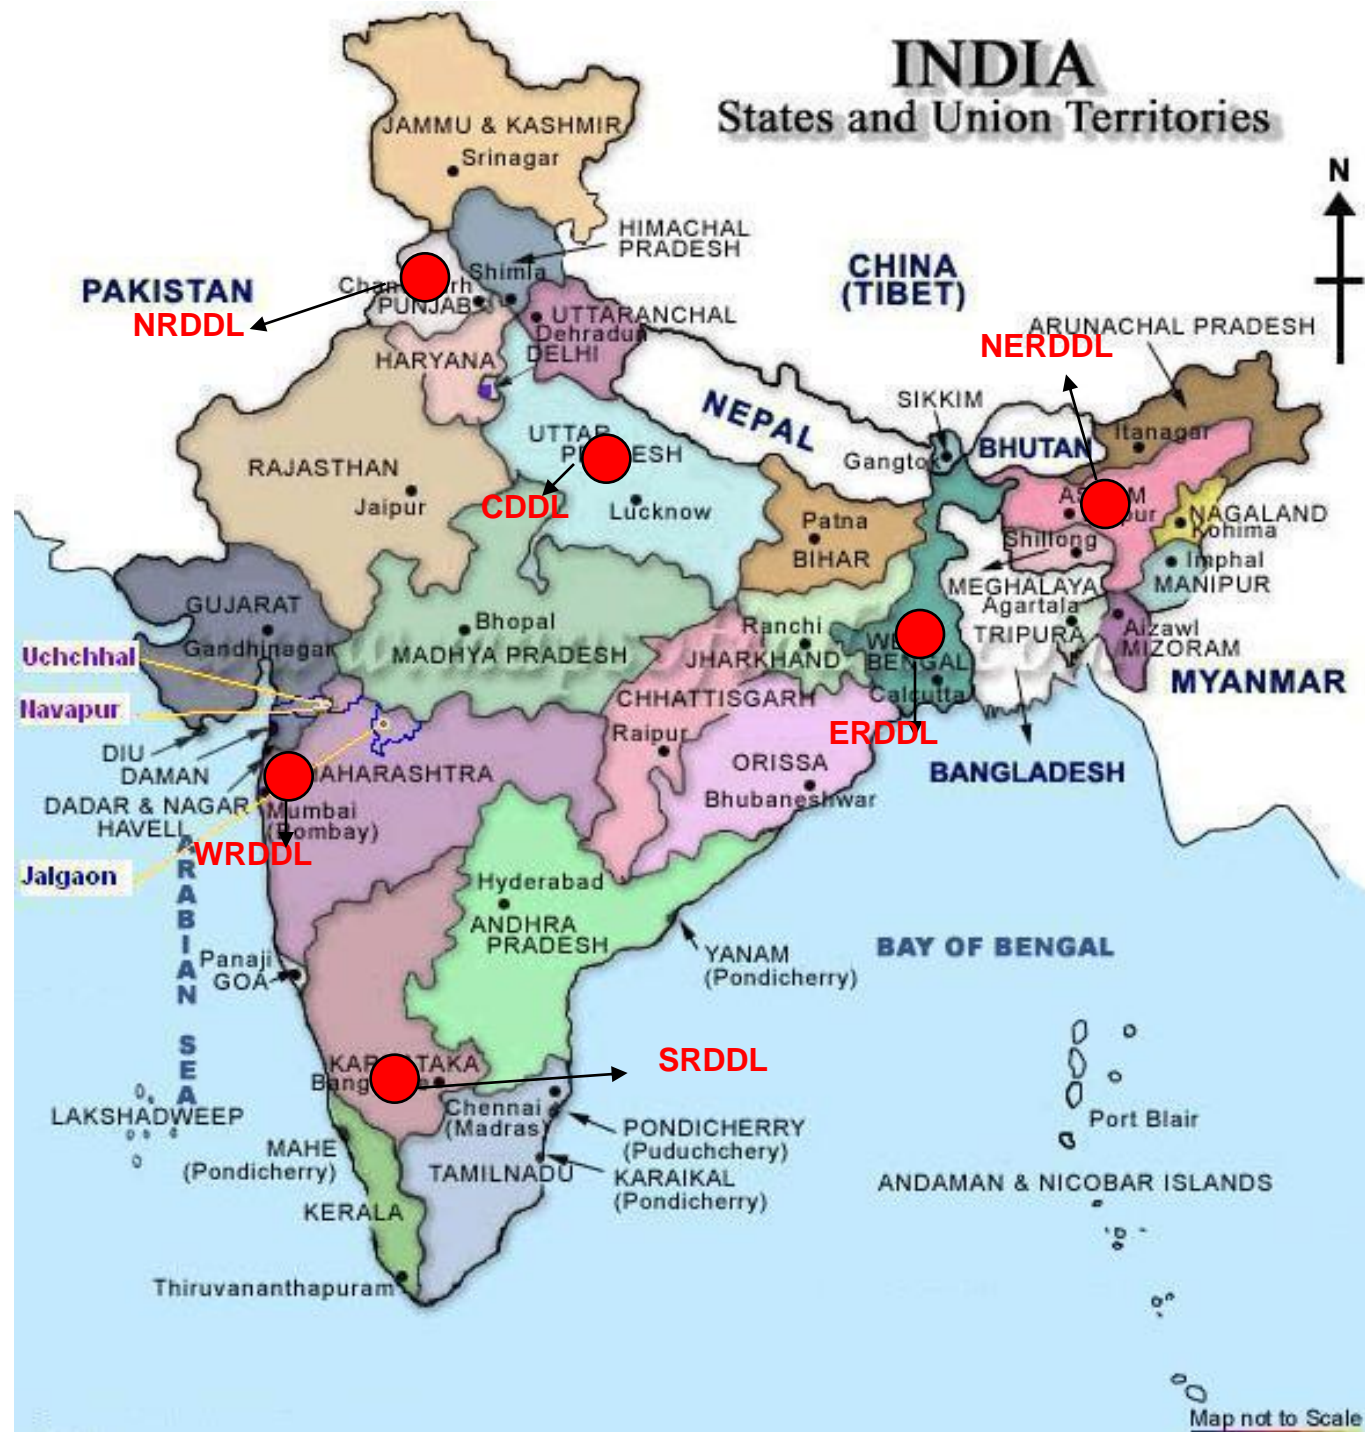 INDIA
States and Union Territories
N
JAMMU & KASHMIR
Srinagar
HIMACHAL
PRADESH
CHINA
(TIBET)
PAKISTAN
NRDDL
Shimla
PUNJAB
UTTARANCHAL
Dehradun
DELHI
HARYANA
ARUNACHAL PRADESH
NERDDL
SIKKIM
NEPAL
BHUTAN
Itanagar
Gangtok
UTTAR
RAJASTHAN
Jaipur
CDDL
Lucknow
Patna
BIHAR
NAGALAND
Kohima
Shillong
Imphal
MANIPUR
MEGHALAYA
Agartala
TRIPURA
Aizawl
MIZORAM
MYANMAR
GUJARAT
Gandhinagar
Bhopal
MADHYA PRADESH
Ranchi
JHARKHAND
BENGAL
Calcutta
Uchchhal
Navapur
CHHATTISGARH
Raipur
ERDDL
BANGLADESH
DIU
DAMAN
DADAR & NAGAR
HAVELL
ORISSA
Bhubaneshwar
Mumbai
WRDDL
Jalgaon
ARABIAN SEA
Hyderabad
ANDHRA
PRADESH
YANAM
(Pondicherry)
BAY OF BENGAL
Panaji
GOA
SRDDL
LAKSHADWEEP
Chennai
(Madras)
PONDICHERRY
(Puduchchery)
Port Blair
MAHE
(Pondicherry)
TAMILNADU
KARAIKAL
(Pondicherry)
ANDAMAN & NICOBAR ISLANDS
KERALA
Thiruvananthapuram
Map not to Scale